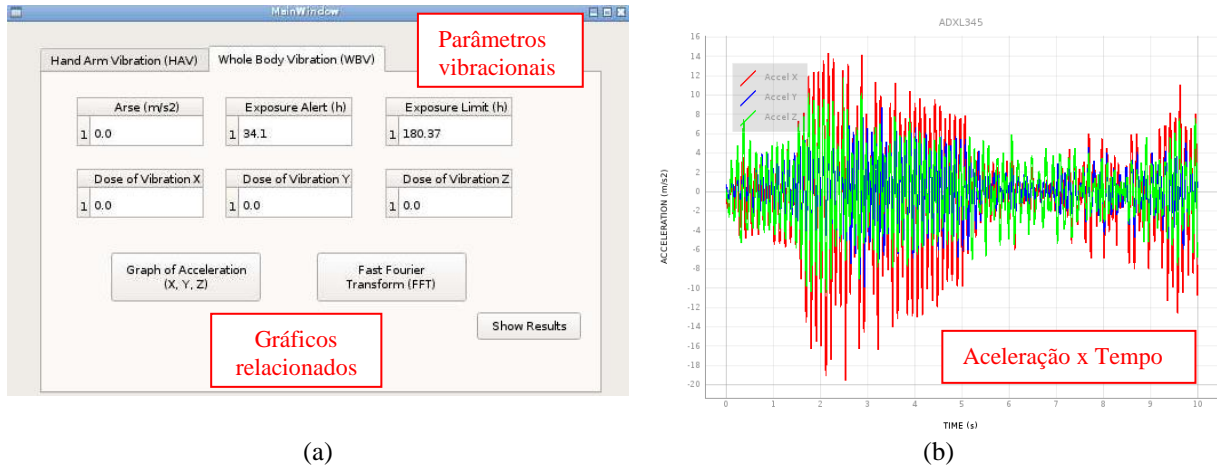 MainWindow
Parâmetros
vibracionais
Hand Arm Vibration (HAV)
Whole Body Vibration (WBV)
Arse (m/s2)
Exposure Alert (h)
Exposure Limit (h)
1 0.0
1 34.1
1 180.37
Dose of Vibration X
Dose of Vibration Y
Dose of Vibration Z
1 0.0
1 0.0
1 0.0
Graph of Acceleration
(X, Y, Z)
Fast Fourier
Transform (FFT)
Show Results
Gráficos
relacionados
(a)
ADXL345
ACCELERATION (m/s2)
16
14
12
10
8
6
4
2
0
-2
-4
-6
-8
-10
-12
-14
-16
-18
-20
Accel X
Accel Y
Accel Z
Aceleração x Tempo
0 1 2 3 4 5 6 7 8 9 10
TIME (s)
(b)